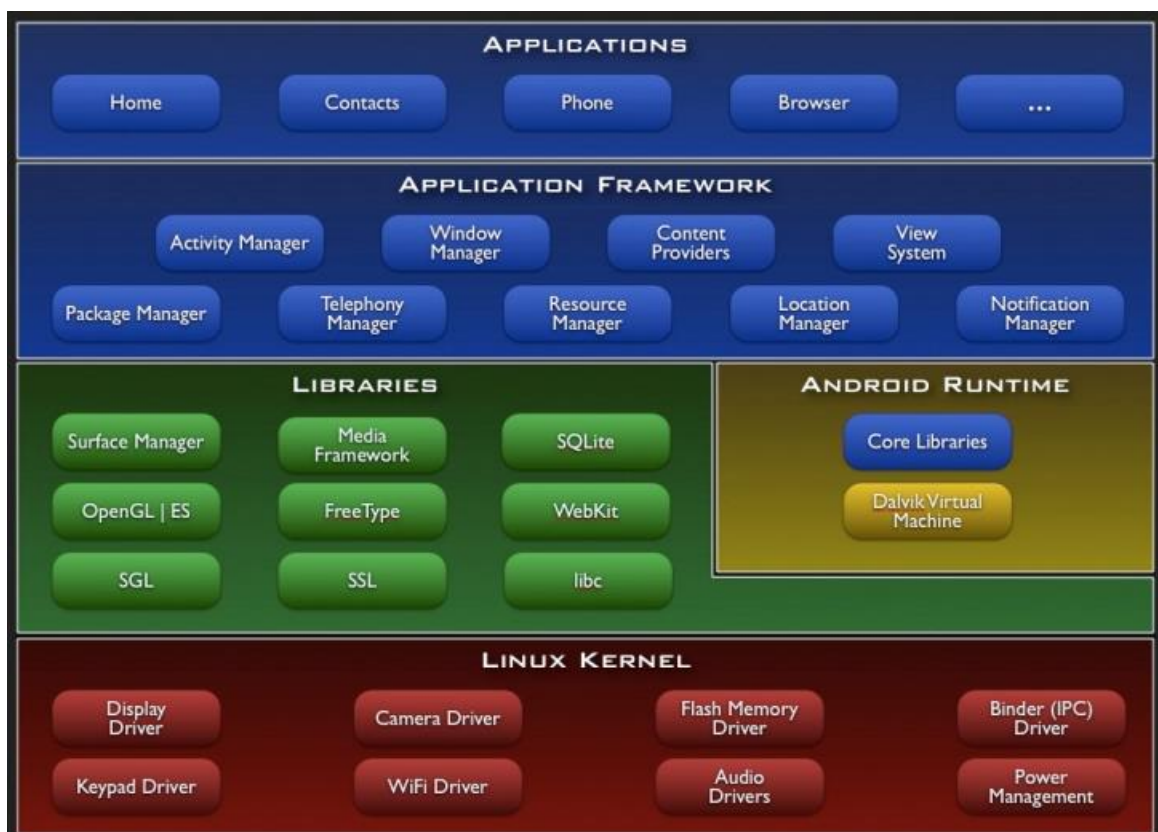 APPLICATIONS
Home
Contacts
Phone
Browser
...
APPLICATION FRAMEWORK
Activity Manager
Window
Manager
Content
Providers
View
System
Package Manager
Telephony
Manager
Resource
Manager
Location
Manager
Notification
Manager
LIBRARIES
Surface Manager
Media
Framework
SQLite
OpenGL | ES
FreeType
WebKit
SGL
SSL
libc
ANDROID RUNTIME
Core Libraries
Dalvik Virtual
Machine
LINUX KERNEL
Display
Driver
Camera Driver
Flash Memory
Driver
Binder (IPC)
Driver
Keypad Driver
WiFi Driver
Audio
Drivers
Power
Management